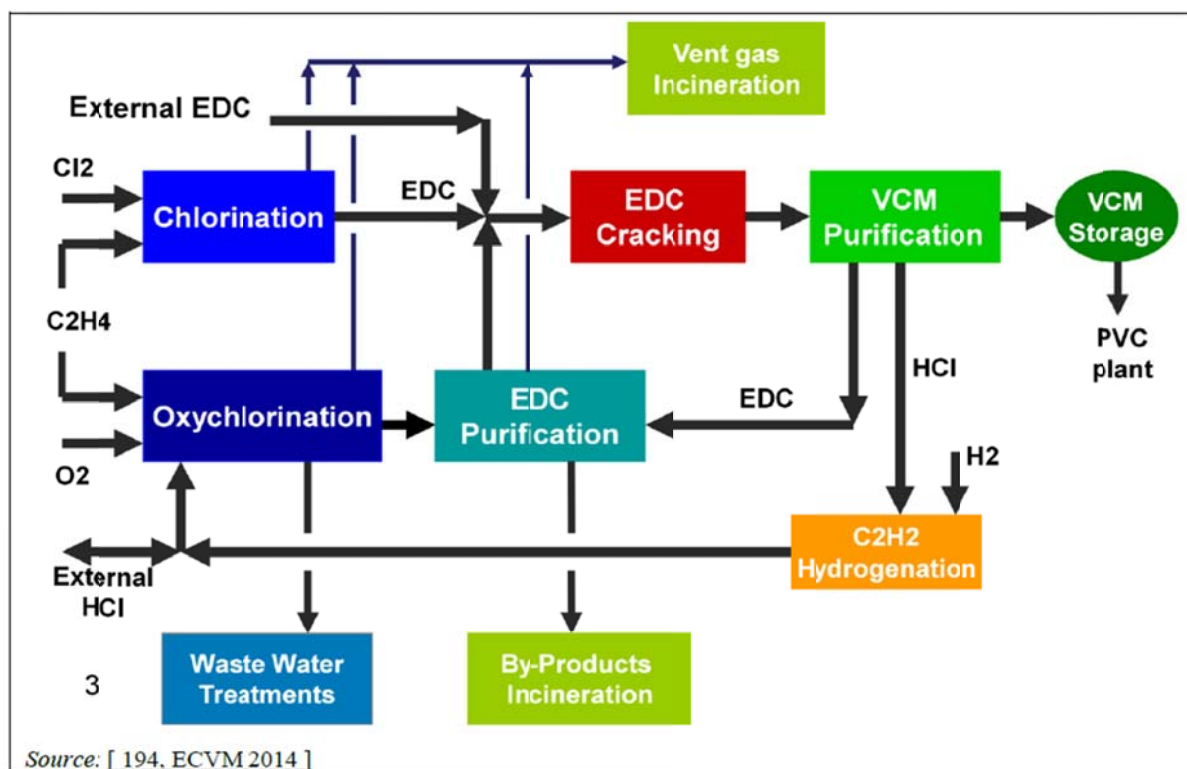 Vent gas
Incineration
External EDC
Cl2
EDC
Chlorination
EDC
Cracking
VCM
Purification
VCM
Storage
C2H4
PVC
plant
HCl
Oxychlorination
EDC
Purification
EDC
H2
O2
C2H2
Hydrogenation
External
HCl
Waste Water
Treatments
By-Products
Incineration
3
Source: [ 194, ECVM 2014 ]